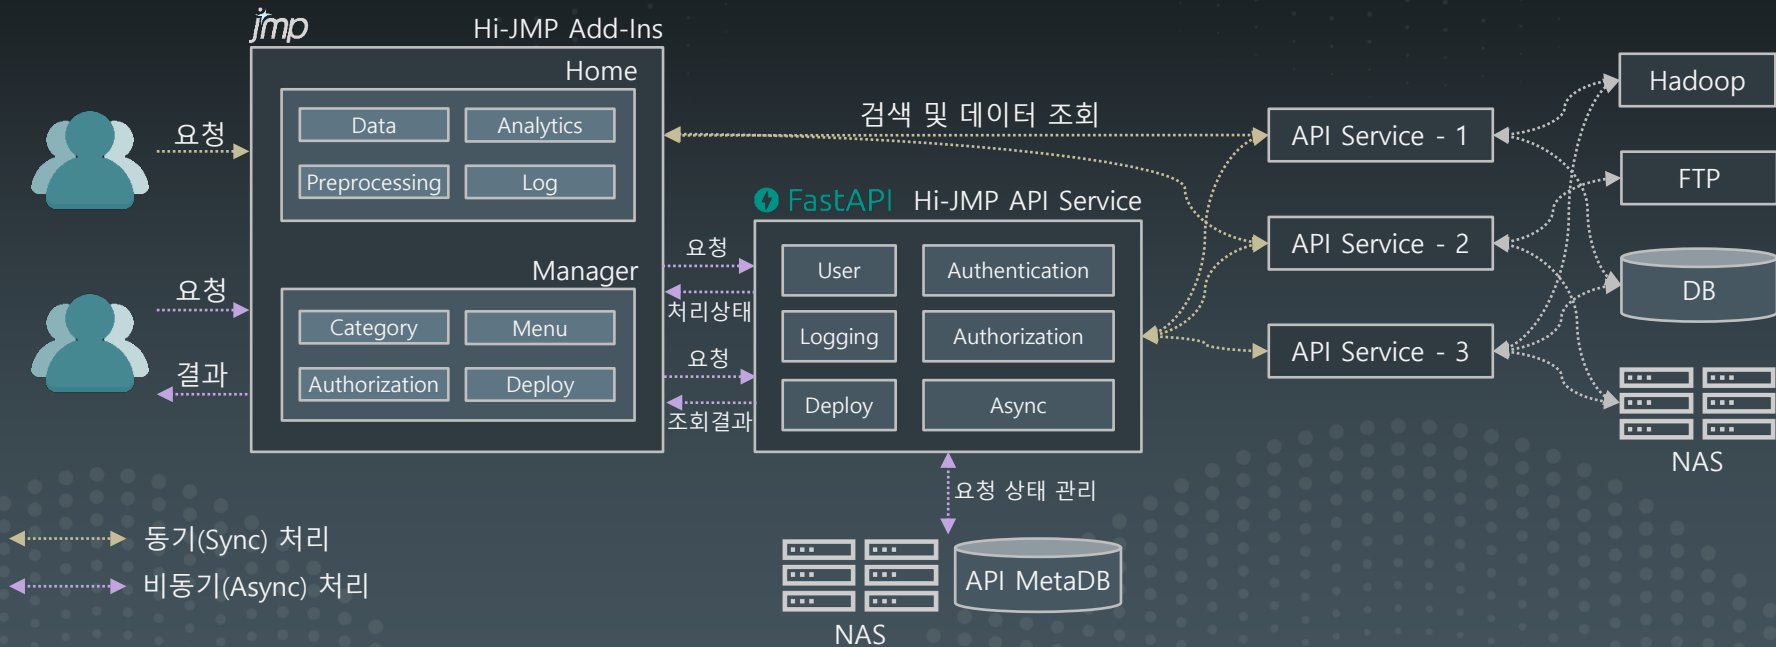 jmp
Hi-JMP Add-Ins
Home
Data
Analytics
Preprocessing
Log
Manager
Category
Menu
Authorization
Deploy
요청
요청
결과
검색 및 데이터 조회
요청
처리상태
요청
조회결과
FastAPI
Hi-JMP API Service
User
Authentication
Logging
Authorization
Deploy
Async
API Service - 1
API Service - 2
API Service - 3
Hadoop
FTP
DB
NAS
요청 상태 관리
NAS
API MetaDB
동기(Sync) 처리
비동기(Async) 처리